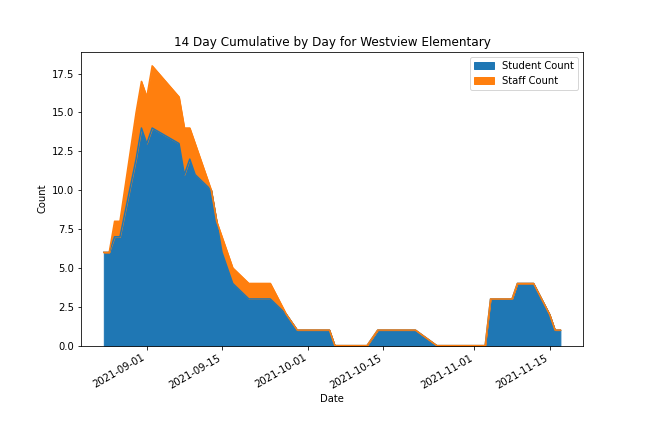 14 Day Cumulative by Day for Westview Elementary
Student Count
Staff Count
17.5
15.0
12.5
10.0
7.5
5.0
2.5
0.0
Count
2021-09-01
2021-09-15
2021-10-01
2021-10-15
2021-11-01
2021-11-15
Date